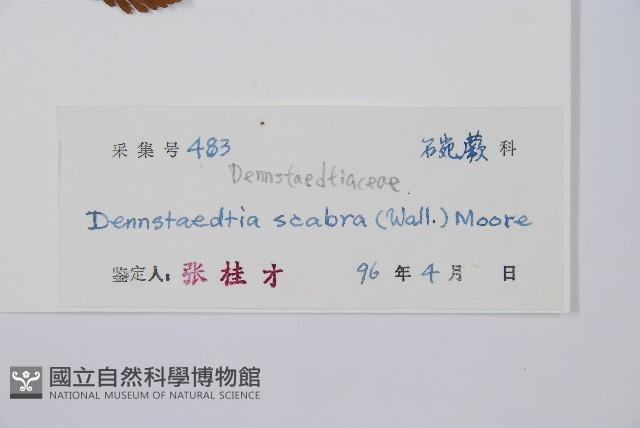 采集号 483 碗蕨 科
Dennstaedtiaceae
Dennstaedtia scabra (Wall.) Moore
鉴定人: 张桂才 96 年 4 月 日
國立自然科學博物館
NATIONAL MUSEUM OF NATURAL SCIENCE